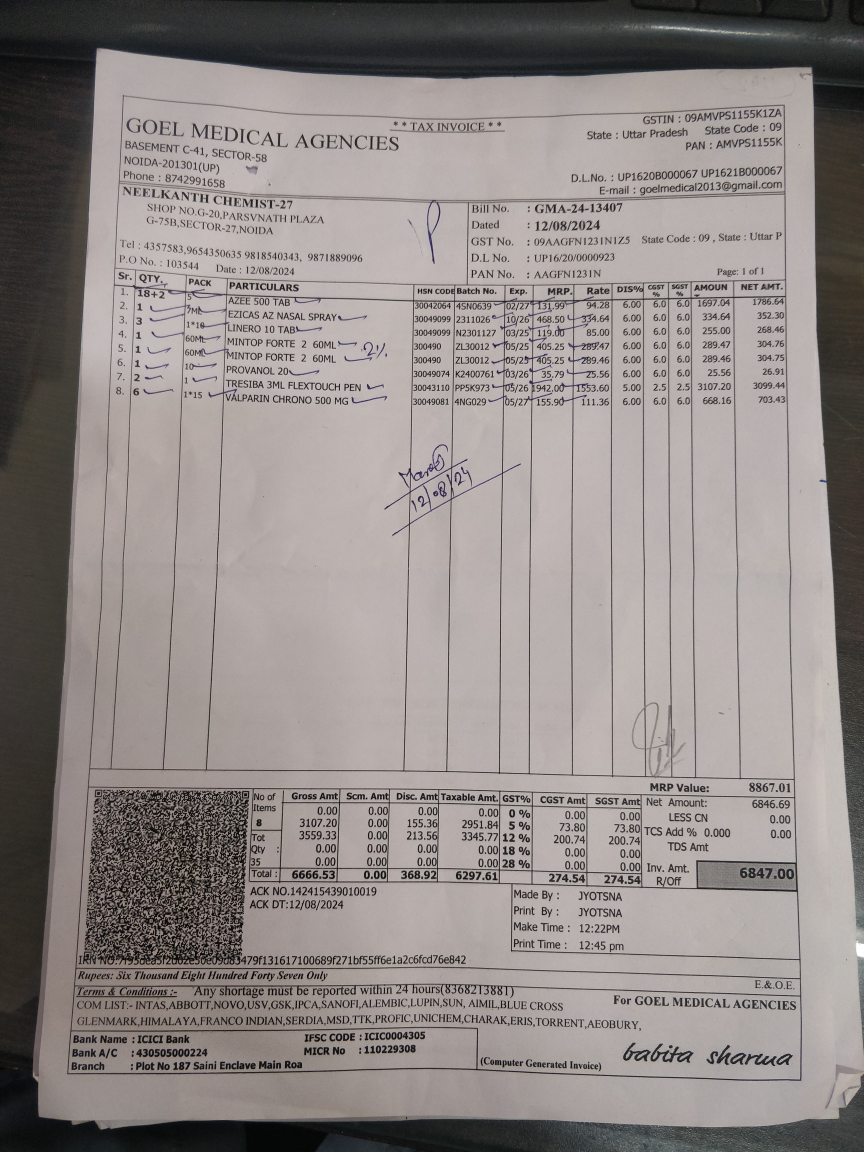 ** TAX INVOICE **
GOEL MEDICAL AGENCIES
BASEMENT C-41, SECTOR-58
NOIDA-201301(UP)
Phone : 8742991658
GSTIN : 09AMVPS1155K1ZA
State : Uttar Pradesh State Code : 09
PAN : AMVPS1155K
D.L.No. : UP1620B000067 UP1621B000067
E-mail : goelmedical2013@gmail.com
NEELKANTH CHEMIST-27
SHOP NO.G-20,PARSVNATH PLAZA
G-75B,SECTOR-27,NOIDA
Tel : 4357583,9654350635 9818540343, 9871889096
P.O No. : 103544 Date : 12/08/2024
Bill No. : GMA-24-13407
Dated : 12/08/2024
GST No. : 09AAGFN1231N1Z5 State Code : 09 , State : Uttar P
D.L No. : UP16/20/0000923
PAN No. : AAGFN1231N Page: 1 of 1
Sr. QTY. PACK PARTICULARS HSN CODE Batch No. Exp. MRP. Rate DIS% CGST % SGST % AMOUN NET AMT.
1. 18+2 5 AZEE 500 TAB 30042064 4SN0639 02/27 131.99 94.28 6.00 6.0 6.0 1697.04 1786.64
2. 1 7ML EZICAS AZ NASAL SPRAY 30049099 2311026 10/26 468.50 334.64 6.00 6.0 6.0 334.64 352.30
3. 3 1*10 LINERO 10 TAB 30049099 N2301127 03/25 119.00 85.00 6.00 6.0 6.0 255.00 268.46
4. 1 60ML MINTOP FORTE 2 60ML 300490 ZL30012 05/25 405.25 289.47 6.00 6.0 6.0 289.47 304.76
5. 1 60ML MINTOP FORTE 2 60ML 2% 300490 ZL30012 05/25 405.25 289.46 6.00 6.0 6.0 289.46 304.75
6. 1 10 PROVANOL 20 30049074 K2400761 03/26 35.79 25.56 6.00 6.0 6.0 25.56 26.91
7. 2 1 TRESIBA 3ML FLEXTOUCH PEN 30043110 PP5K973 05/26 1942.00 1553.60 5.00 2.5 2.5 3107.20 3099.44
8. 6 1*15 VALPARIN CHRONO 500 MG 30049081 4NG029 05/27 155.90 111.36 6.00 6.0 6.0 668.16 703.43
12/08/24
No of Items 8 Tot Qty : 35
Gross Amt Scm. Amt Disc. Amt Taxable Amt. GST% CGST Amt SGST Amt
0.00 0.00 0.00 0.00 0 % 0.00 0.00
3107.20 0.00 155.36 2951.84 5 % 73.80 73.80
3559.33 0.00 213.56 3345.77 12 % 200.74 200.74
0.00 0.00 0.00 0.00 18 % 0.00 0.00
0.00 0.00 0.00 0.00 28 % 0.00 0.00
Total : 6666.53 0.00 368.92 6297.61 274.54 274.54
MRP Value: 8867.01
Net Amount: 6846.69
LESS CN 0.00
TCS Add % 0.000 0.00
TDS Amt
Inv. Amt. R/Off 6847.00
ACK NO.142415439010019
ACK DT:12/08/2024
Made By : JYOTSNA
Print By : JYOTSNA
Make Time : 12:22PM
Print Time : 12:45 pm
Rupees: Six Thousand Eight Hundred Forty Seven Only
E.&O.E.
Terms & Conditions :- Any shortage must be reported within 24 hours(8368213881)
COM LIST:- INTAS,ABBOTT,NOVO,USV,GSK,IPCA,SANOFI,ALEMBIC,LUPIN,SUN, AIMIL,BLUE CROSS
GLENMARK,HIMALAYA,FRANCO INDIAN,SERDIA,MSD,TTK,PROFIC,UNICHEM,CHARAK,ERIS,TORRENT,AEOBURY,
For GOEL MEDICAL AGENCIES
Bank Name : ICICI Bank IFSC CODE : ICIC0004305
Bank A/C : 430505000224 MICR No : 110229308
Branch : Plot No 187 Saini Enclave Main Roa
(Computer Generated Invoice)
babita sharma